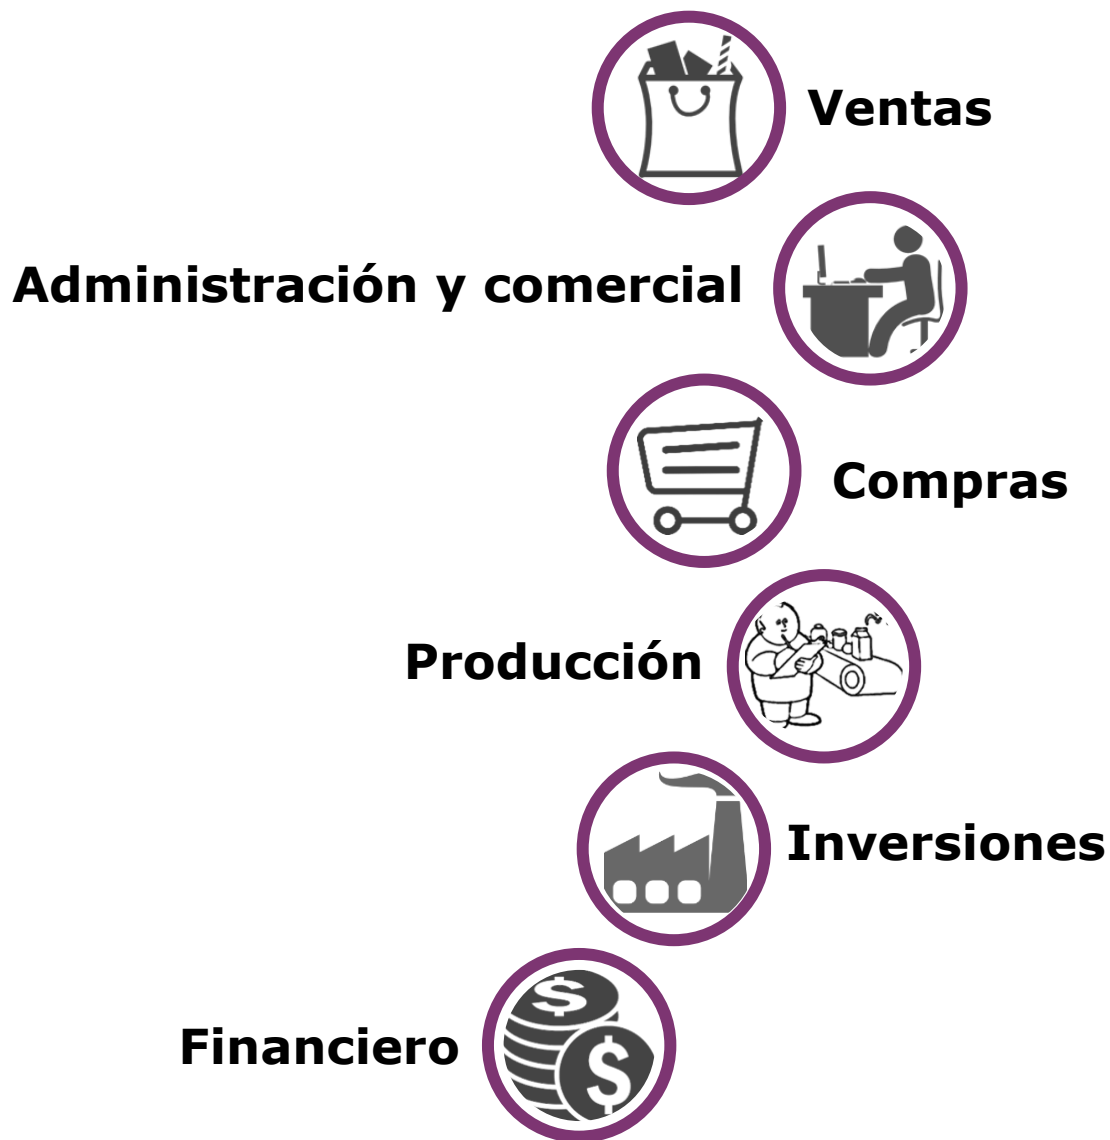 Ventas
Administración y comercial
Compras
Producción
Inversiones
Financiero
$
$